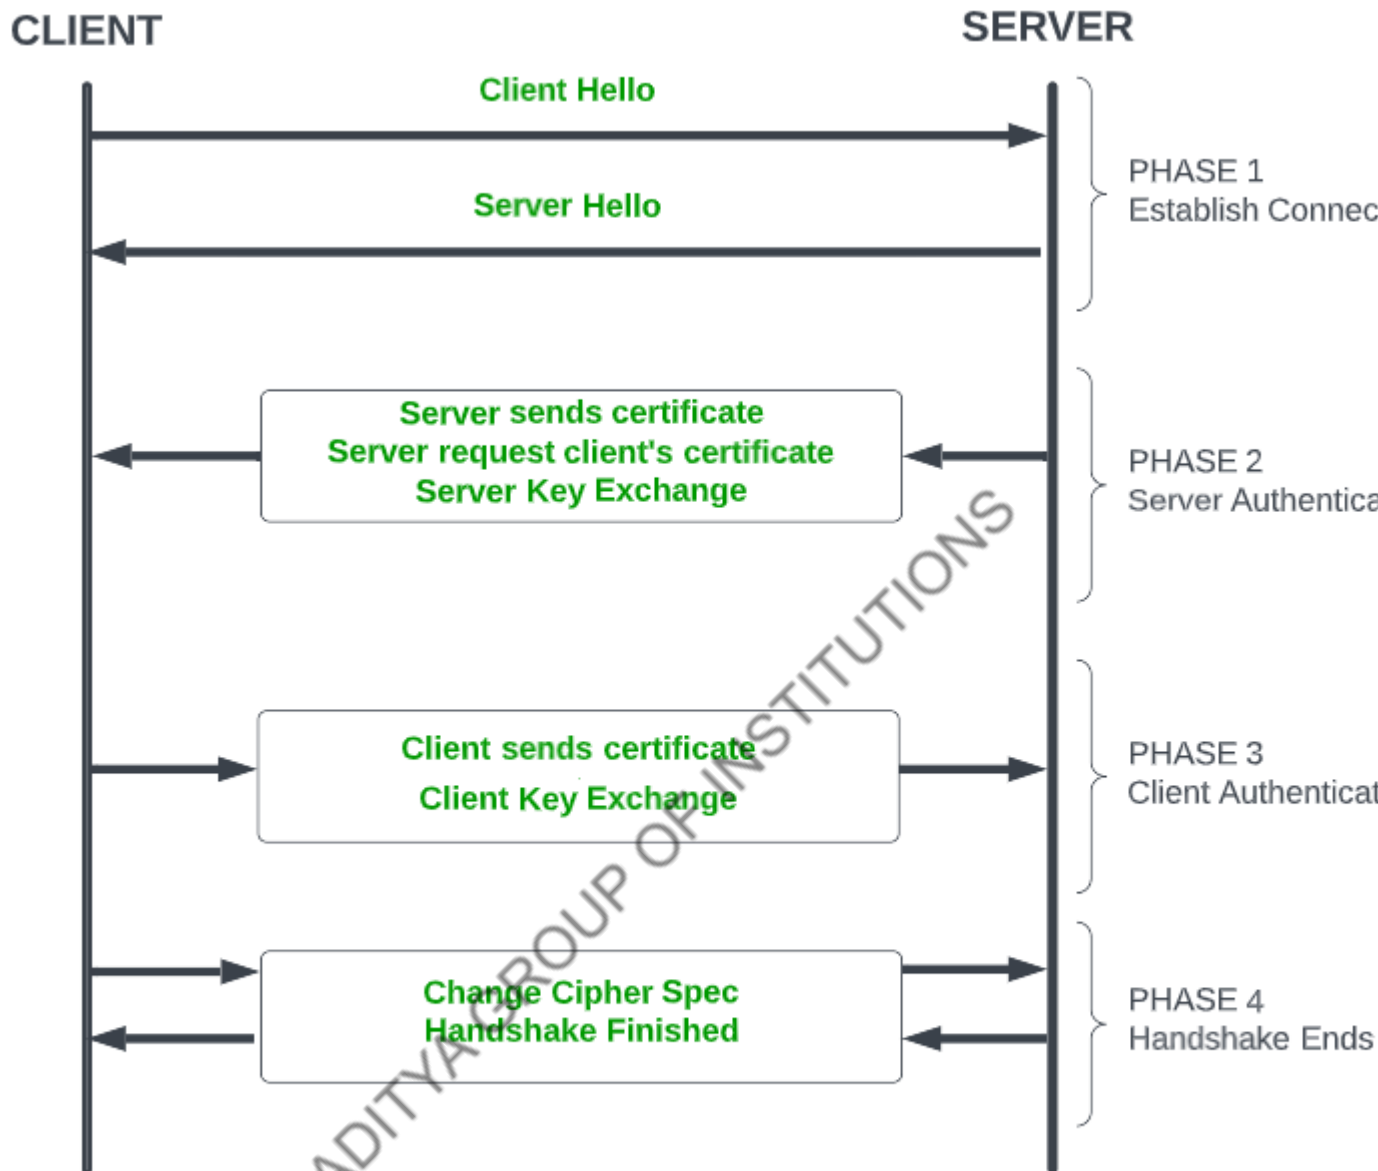 CLIENT
SERVER
Client Hello
PHASE 1
Establish Connec
Server Hello
Server sends certificate
Server request client's certificate
Server Key Exchange
PHASE 2
Server Authentica
Client sends certificate
Client Key Exchange
PHASE 3
Client Authenticat
Change Cipher Spec
Handshake Finished
PHASE 4
Handshake Ends
ADITYA GROUP OF INSTITUTIONS